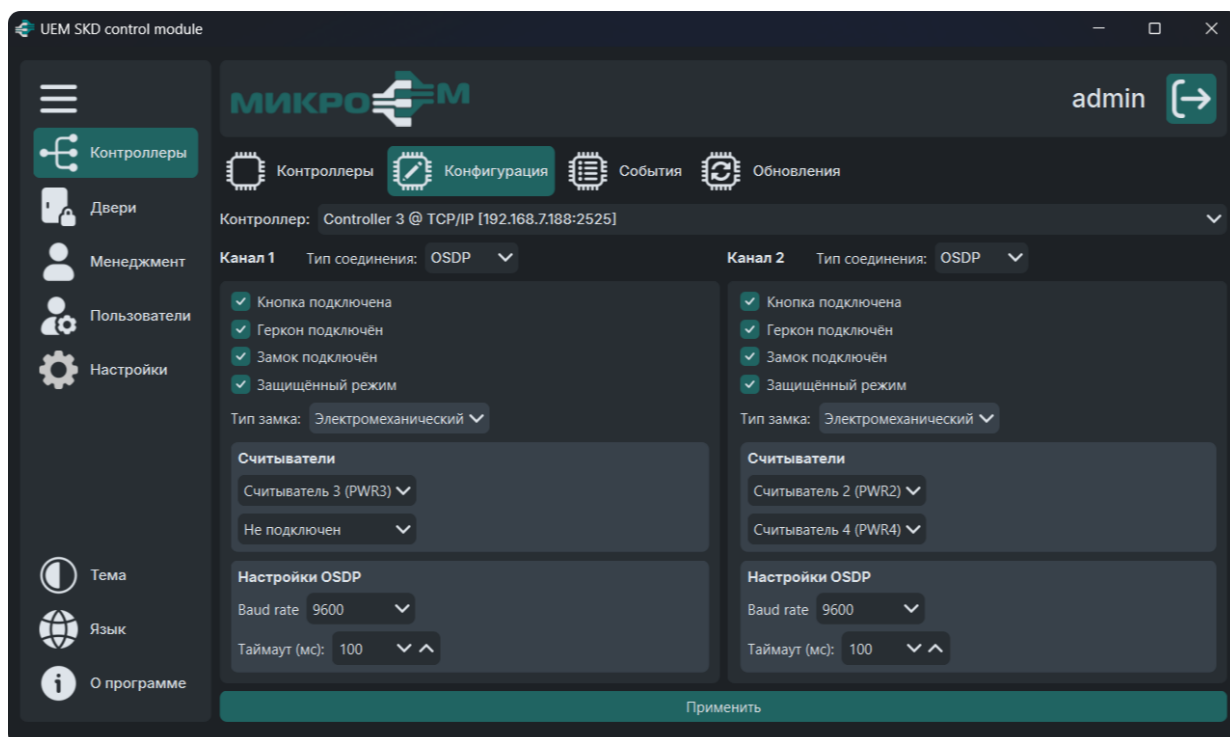 UEM SKD control module
МИКРОЕМ
admin
Контроллеры
Двери
Менеджмент
Пользователи
Настройки
Тема
Язык
О программе
Контроллеры Конфигурация События Обновления
Контроллер: Controller 3 @ TCP/IP [192.168.7.188:2525]
Канал 1 Тип соединения: OSDP
Кнопка подключена
Геркон подключён
Замок подключён
Защищённый режим
Тип замка: Электромеханический
Считыватели
Считыватель 3 (PWR3)
Не подключен
Настройки OSDP
Baud rate 9600
Таймаут (мс): 100
Канал 2 Тип соединения: OSDP
Кнопка подключена
Геркон подключён
Замок подключён
Защищённый режим
Тип замка: Электромеханический
Считыватели
Считыватель 2 (PWR2)
Считыватель 4 (PWR4)
Настройки OSDP
Baud rate 9600
Таймаут (мс): 100
Применить